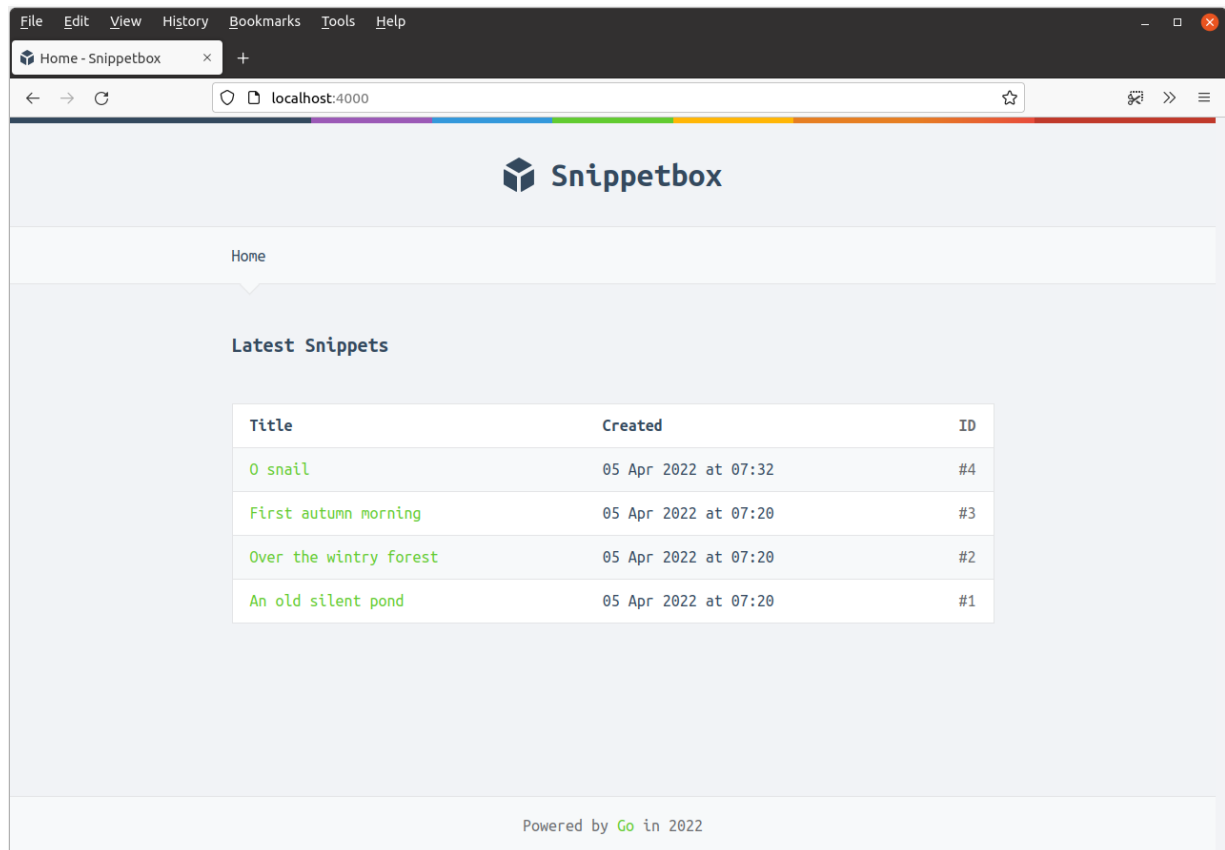 File Edit View History Bookmarks Tools Help
Home - Snippetbox
localhost:4000
Snippetbox
Home
Latest Snippets
Title Created ID
O snail 05 Apr 2022 at 07:32 #4
First autumn morning 05 Apr 2022 at 07:20 #3
Over the wintry forest 05 Apr 2022 at 07:20 #2
An old silent pond 05 Apr 2022 at 07:20 #1
Powered by Go in 2022